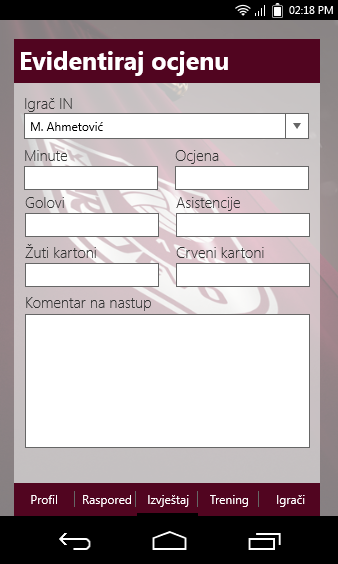 02:18 PM
Evidentiraj ocjenu
Igrač IN
M. Ahmetović
Minute Ocjena
Golovi Asistencije
Žuti kartoni Crveni kartoni
Komentar na nastup
Profil Raspored Izvještaj Trening Igrači